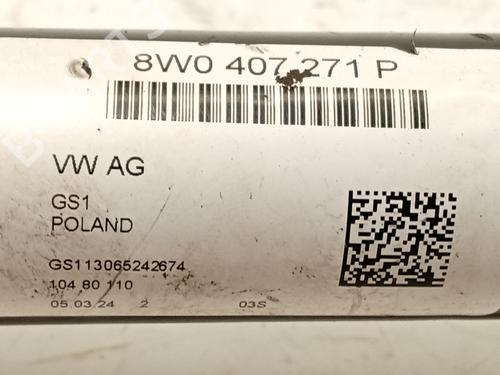 8W0 407 271 P
VW AG
GS1
POLAND
GS113065242674
104 80 110
05.03.24 2 03S